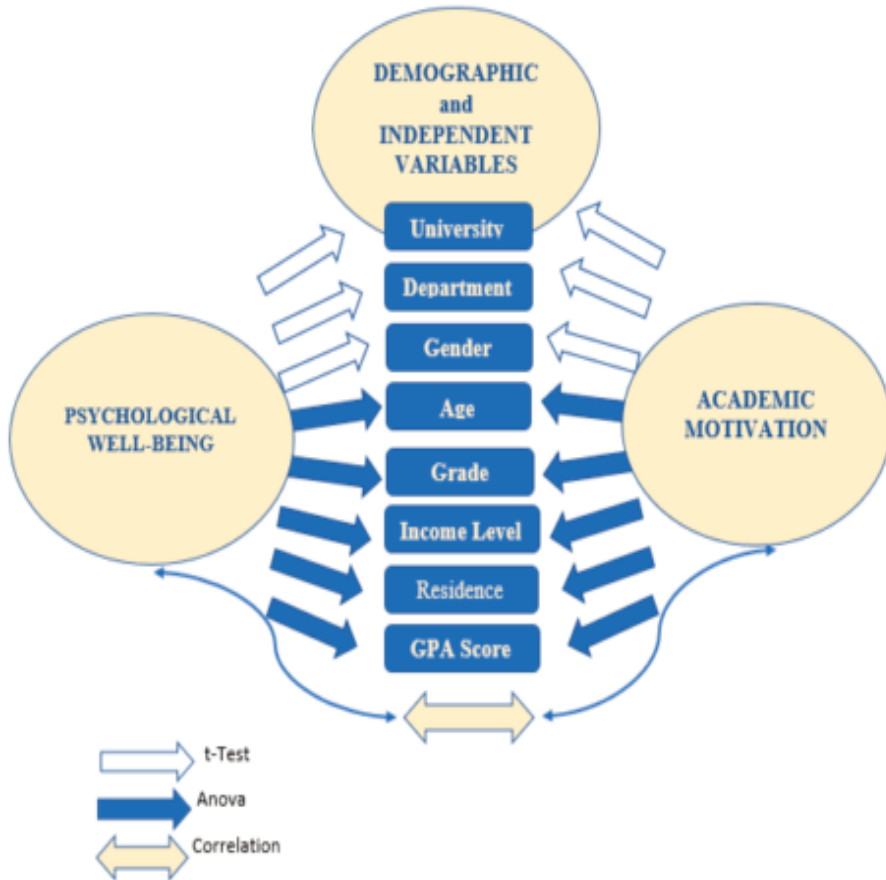 DEMOGRAPHIC
and
INDEPENDENT
VARIABLES
University
Department
Gender
Age
Grade
Income Level
Residence
GPA Score
PSYCHOLOGICAL
WELL-BEING
ACADEMIC
MOTIVATION
t-Test
Anova
Correlation